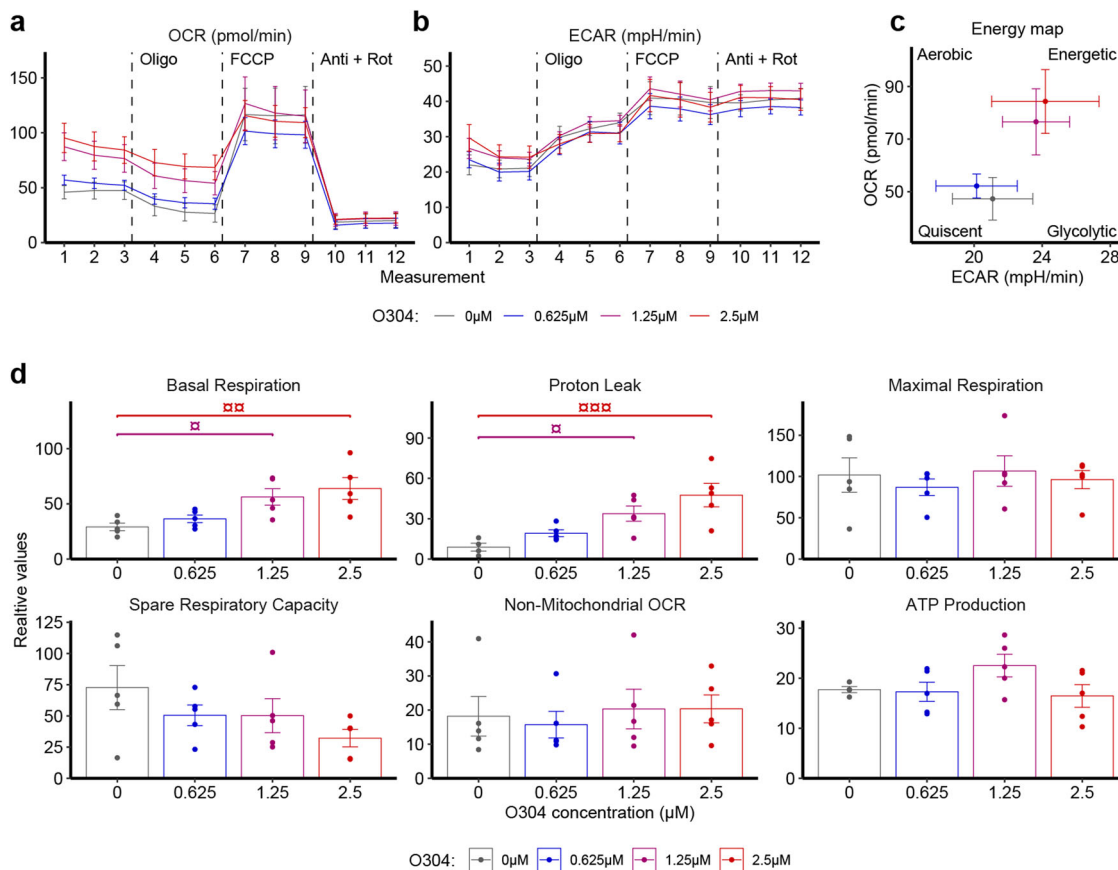 a
OCR (pmol/min)
Oligo FCCP Anti + Rot
150
100
50
0
1 2 3 4 5 6 7 8 9 10 11 12
b
ECAR (mpH/min)
Oligo FCCP Anti + Rot
50
40
30
20
10
0
1 2 3 4 5 6 7 8 9 10 11 12
Measurement
c
Energy map
Aerobic Energetic
OCR (pmol/min)
90
70
50
Quiscent Glycolytic
20 24 28
ECAR (mpH/min)
O304: 0µM 0.625µM 1.25µM 2.5µM
d
Realtive values
Basal Respiration
¤¤
¤
100
50
0
0 0.625 1.25 2.5
Proton Leak
¤¤¤
¤
90
60
30
0
0 0.625 1.25 2.5
Maximal Respiration
150
100
50
0
0 0.625 1.25 2.5
Spare Respiratory Capacity
125
100
75
50
25
0
0 0.625 1.25 2.5
Non-Mitochondrial OCR
40
30
20
10
0
0 0.625 1.25 2.5
ATP Production
30
20
10
0
0 0.625 1.25 2.5
O304 concentration (µM)
O304: 0µM 0.625µM 1.25µM 2.5µM